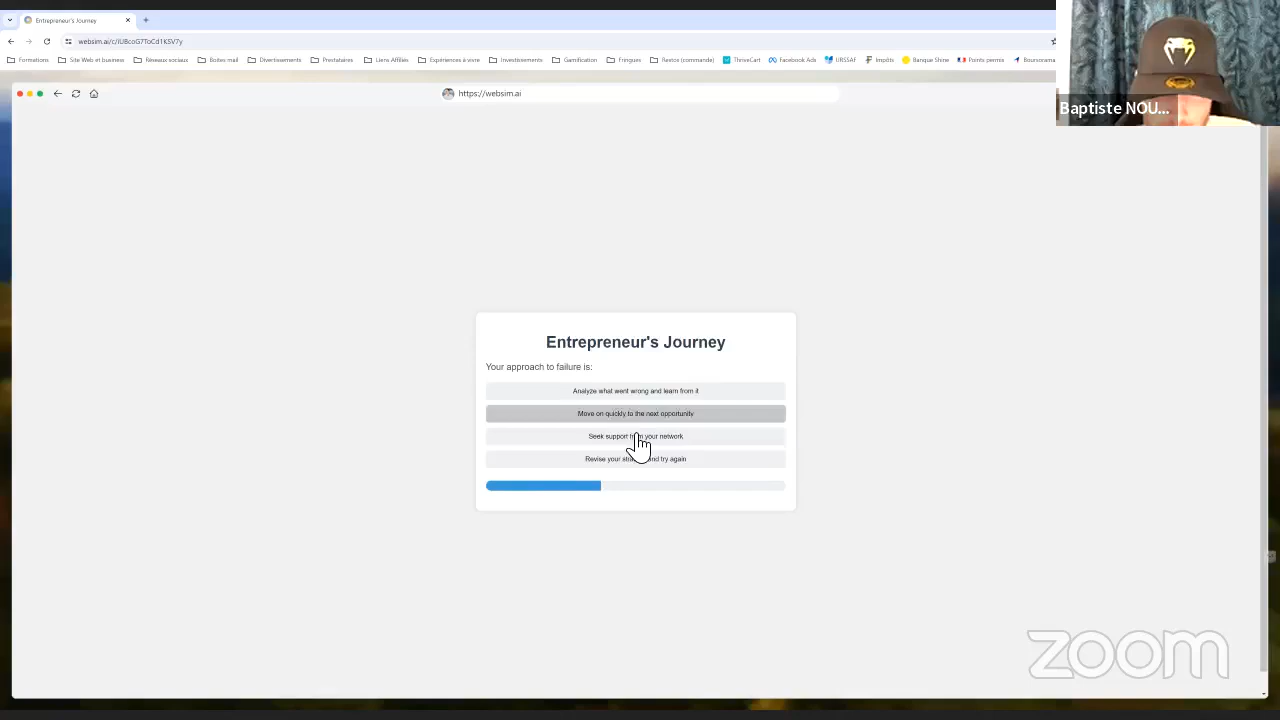 Entrepreneur's Journey
websim.ai/c/iUBcoG7ToCd1KSV7y
Formations Site Web et business Réseaux sociaux Boites mail Divertissements Prestataires Liens Affiliés Expériences à vivre Investissements Gamification Fringues Restos (commande) ThriveCart Facebook Ads URSSAF Impôts Banque Shine Points permis Boursorama
https://websim.ai
Baptiste NOU...
Entrepreneur's Journey
Your approach to failure is:
Analyze what went wrong and learn from it
Move on quickly to the next opportunity
Seek support from your network
Revise your and try again
zoom